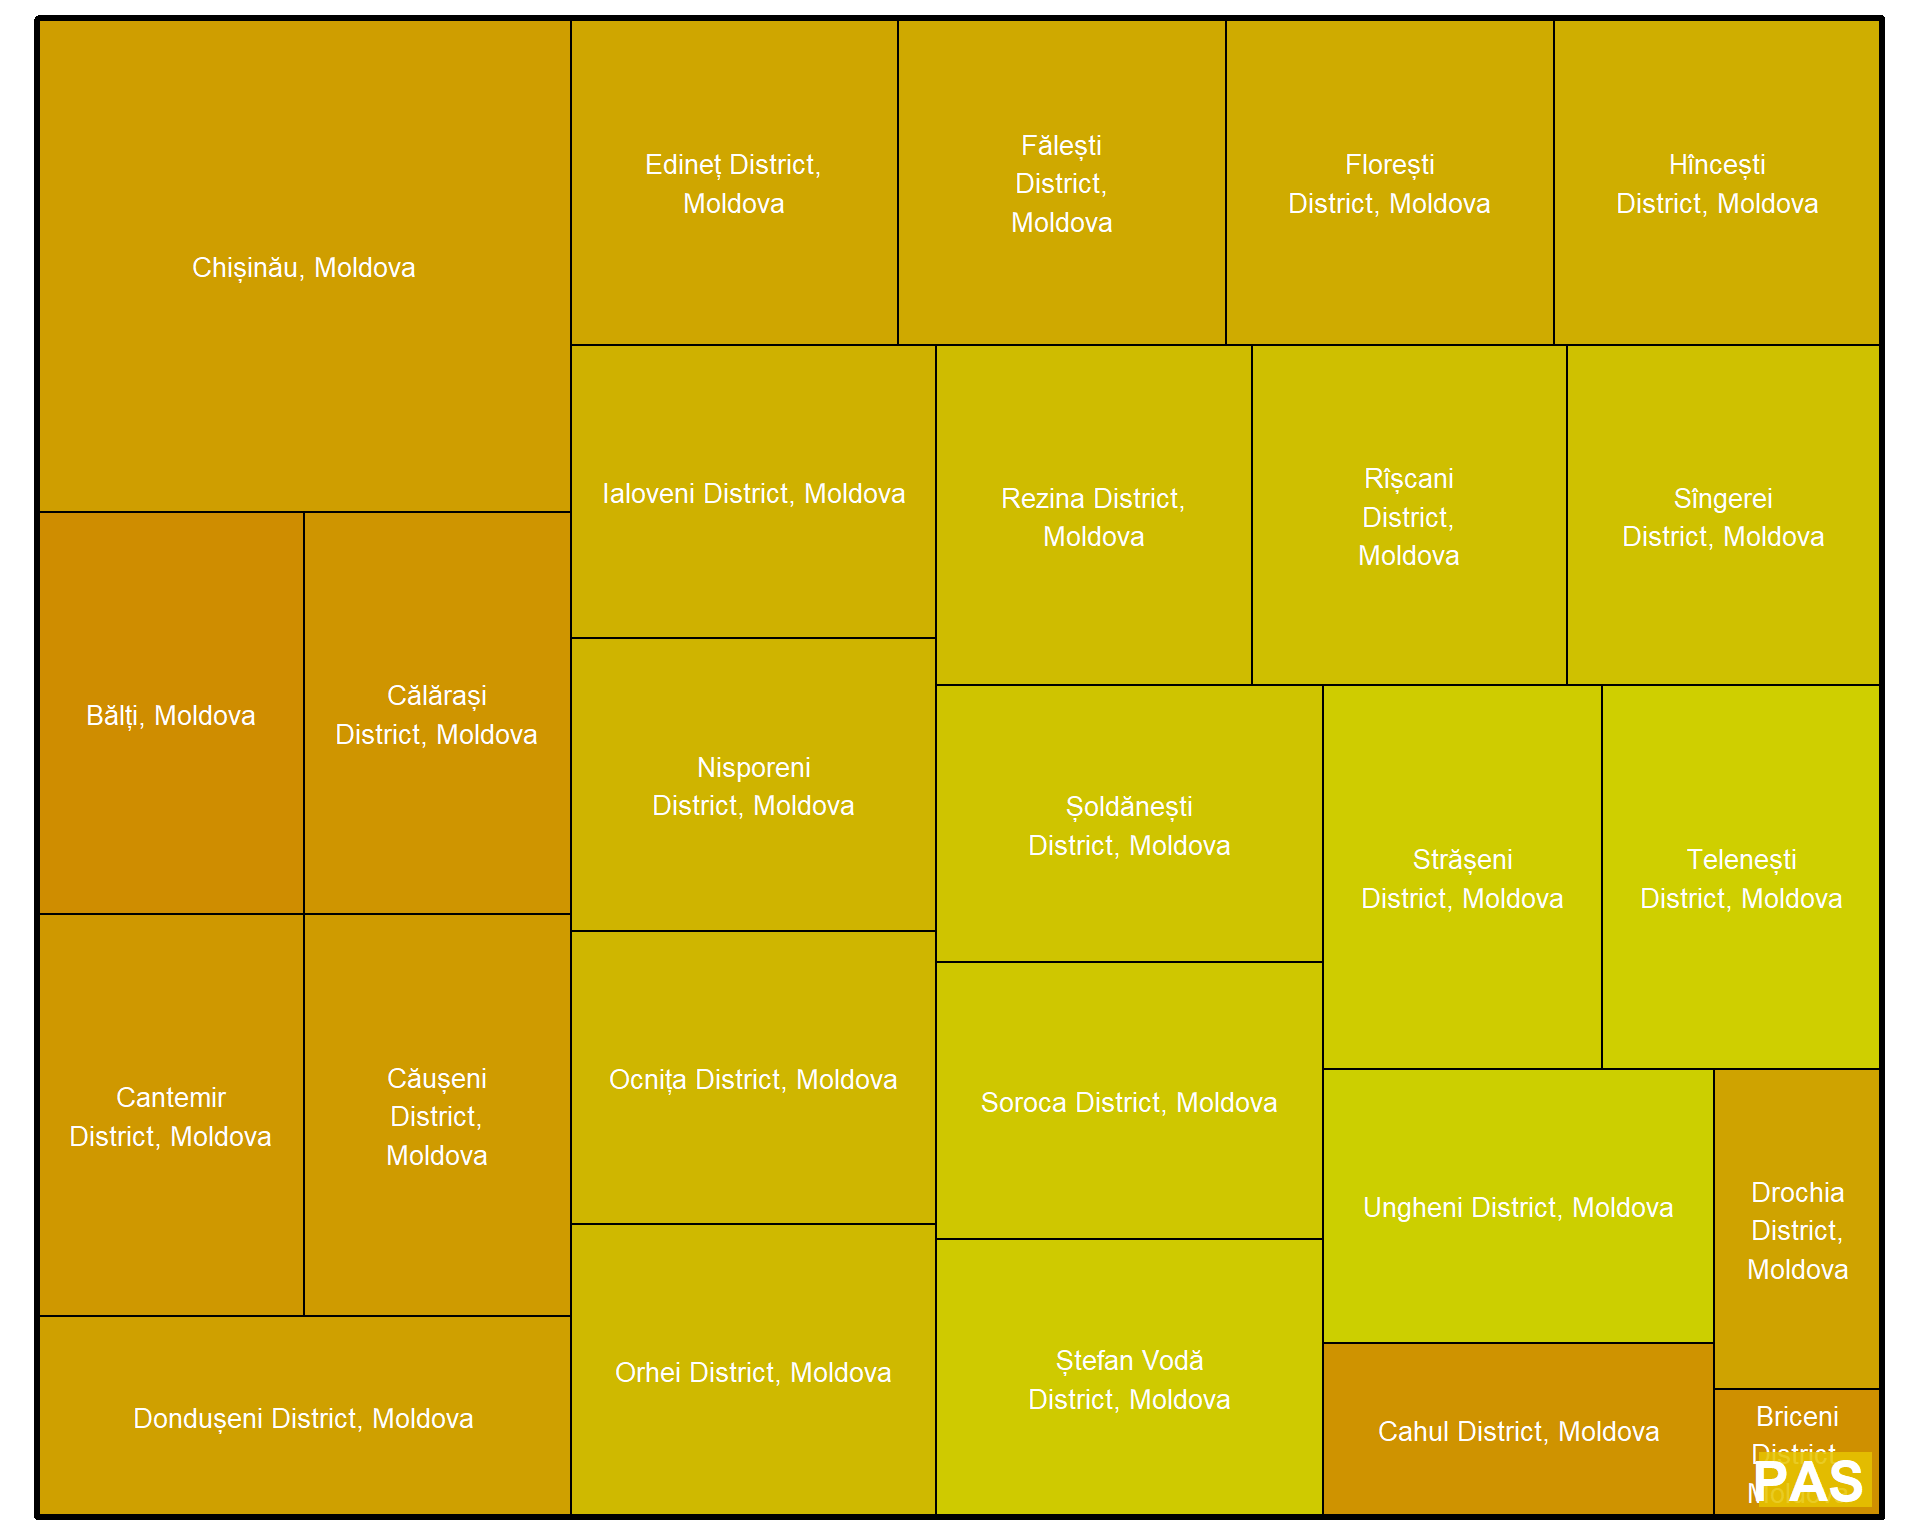 Chișinău, Moldova
Edineț District,
Moldova
Fălești
District,
Moldova
Florești
District, Moldova
Hîncești
District, Moldova
Ialoveni District, Moldova
Rezina District,
Moldova
Rîșcani
District,
Moldova
Sîngerei
District, Moldova
Bălți, Moldova
Călărași
District, Moldova
Nisporeni
District, Moldova
Șoldănești
District, Moldova
Strășeni
District, Moldova
Telenești
District, Moldova
Cantemir
District, Moldova
Căușeni
District,
Moldova
Ocnița District, Moldova
Soroca District, Moldova
Ungheni District, Moldova
Drochia
District,
Moldova
Dondușeni District, Moldova
Orhei District, Moldova
Ștefan Vodă
District, Moldova
Cahul District, Moldova
Briceni
District,
Moldova
PAS